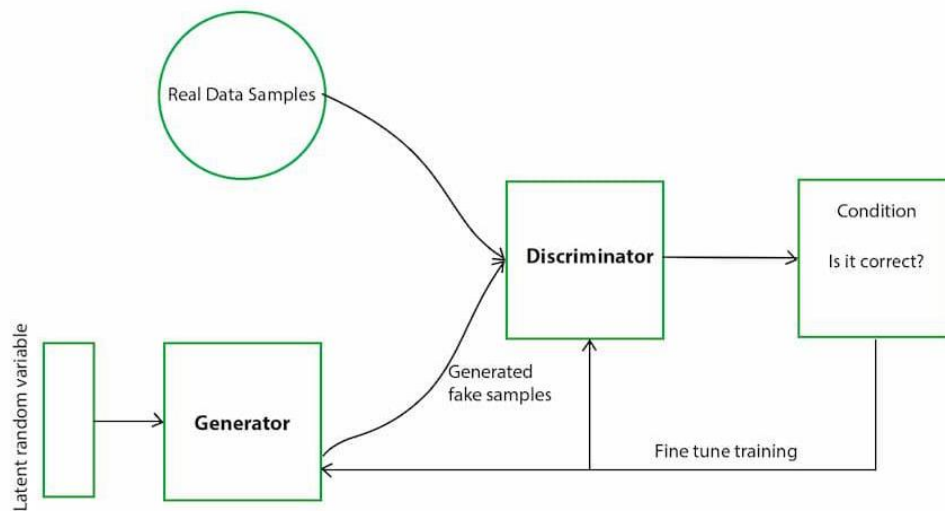 Real Data Samples
Discriminator
Condition
Is it correct?
Latent random variable
Generator
Generated
fake samples
Fine tune training